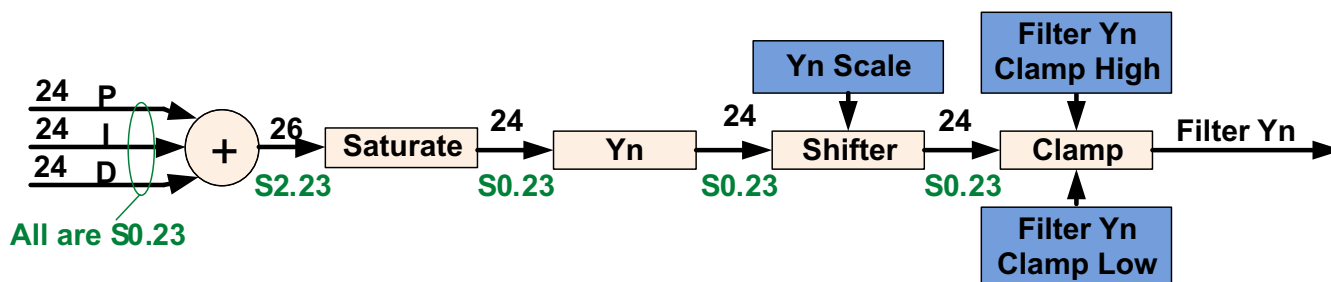 24 P
24 I
24 D
All are S0.23
+
26
S2.23
Saturate
24
S0.23
Yn
24
S0.23
Yn Scale
Shifter
24
S0.23
Filter Yn
Clamp High
Clamp
Filter Yn
Clamp Low
Filter Yn